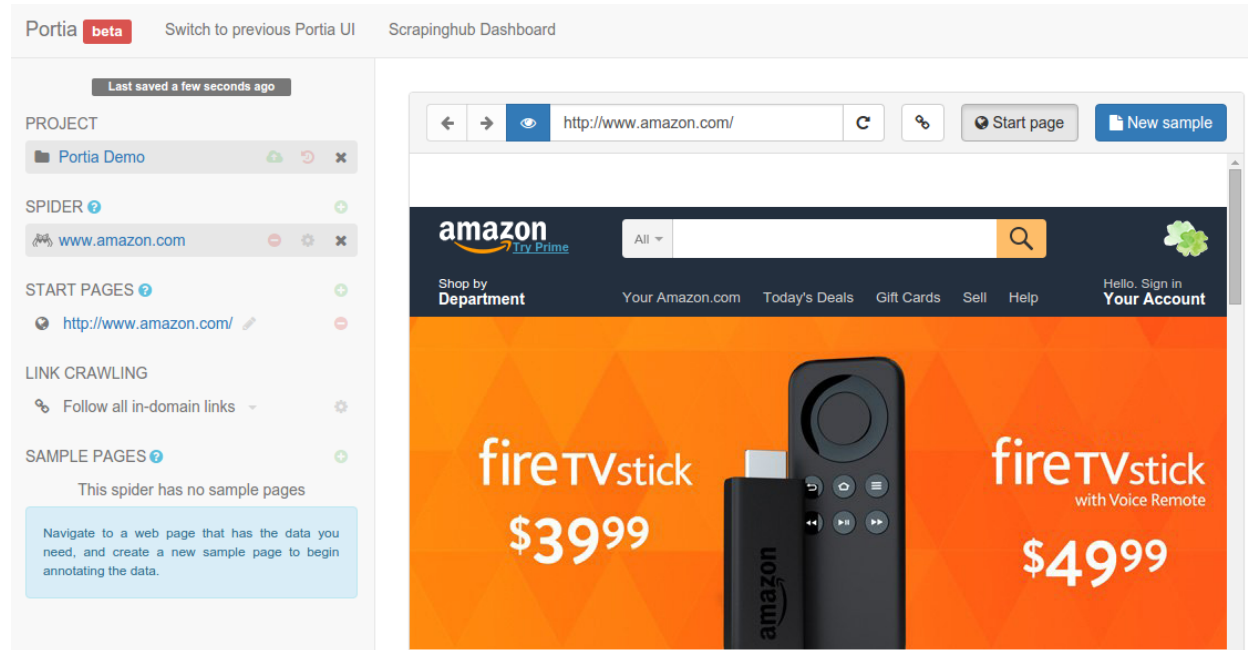 Portia beta Switch to previous Portia UI Scrapinghub Dashboard
Last saved a few seconds ago
PROJECT
Portia Demo
SPIDER
www.amazon.com
START PAGES
http://www.amazon.com/
LINK CRAWLING
Follow all in-domain links
SAMPLE PAGES
This spider has no sample pages
Navigate to a web page that has the data you
need, and create a new sample page to begin
annotating the data.
http://www.amazon.com/ Start page New sample
amazon
Try Prime
All
Shop by
Department
Your Amazon.com Today's Deals Gift Cards Sell Help
Hello. Sign in
Your Account
fireTVstick
$3999
amazon
fireTVstick
with Voice Remote
$4999